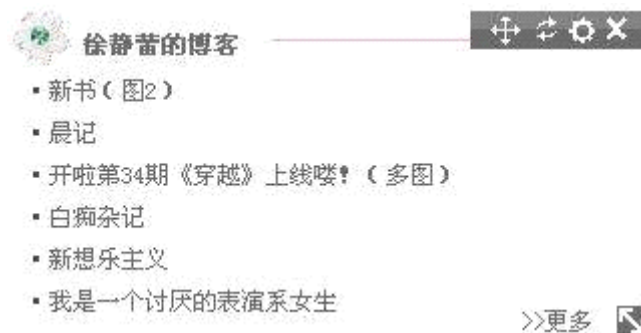 徐静蕾的博客
▪ 新书(图2)
▪ 晨记
▪ 开啦第34期《穿越》上线喽!(多图)
▪ 白痴杂记
▪ 新想乐主义
▪ 我是一个讨厌的表演系女生
>>更多